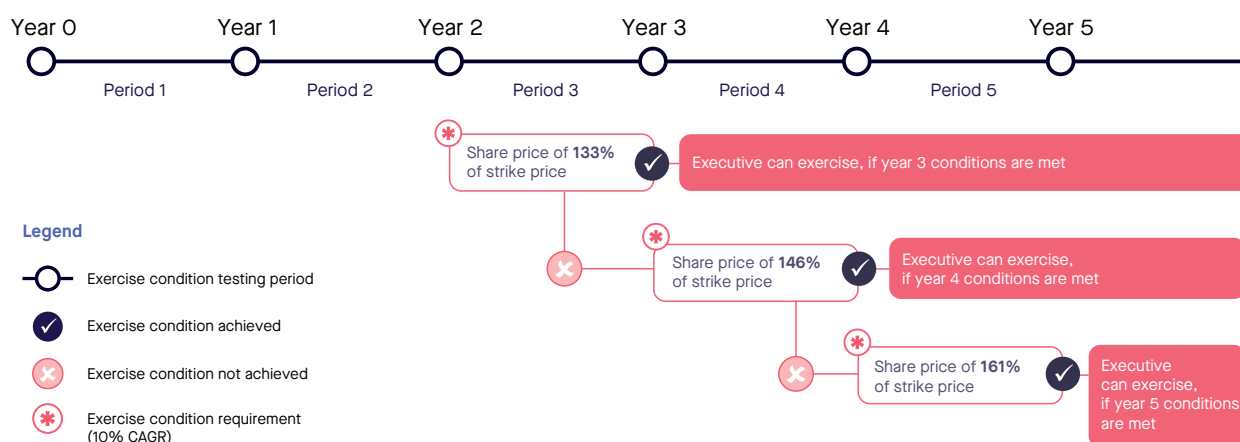 Year 0
Year 1
Year 2
Year 3
Year 4
Year 5
Period 1
Period 2
Period 3
Period 4
Period 5
Share price of 133%
of strike price
Executive can exercise, if year 3 conditions are met
Share price of 146%
of strike price
Executive can exercise,
if year 4 conditions are met
Share price of 161%
of strike price
Executive
can exercise,
if year 5 conditions
are met
Legend
Exercise condition testing period
Exercise condition achieved
Exercise condition not achieved
Exercise condition requirement
(10% CAGR)